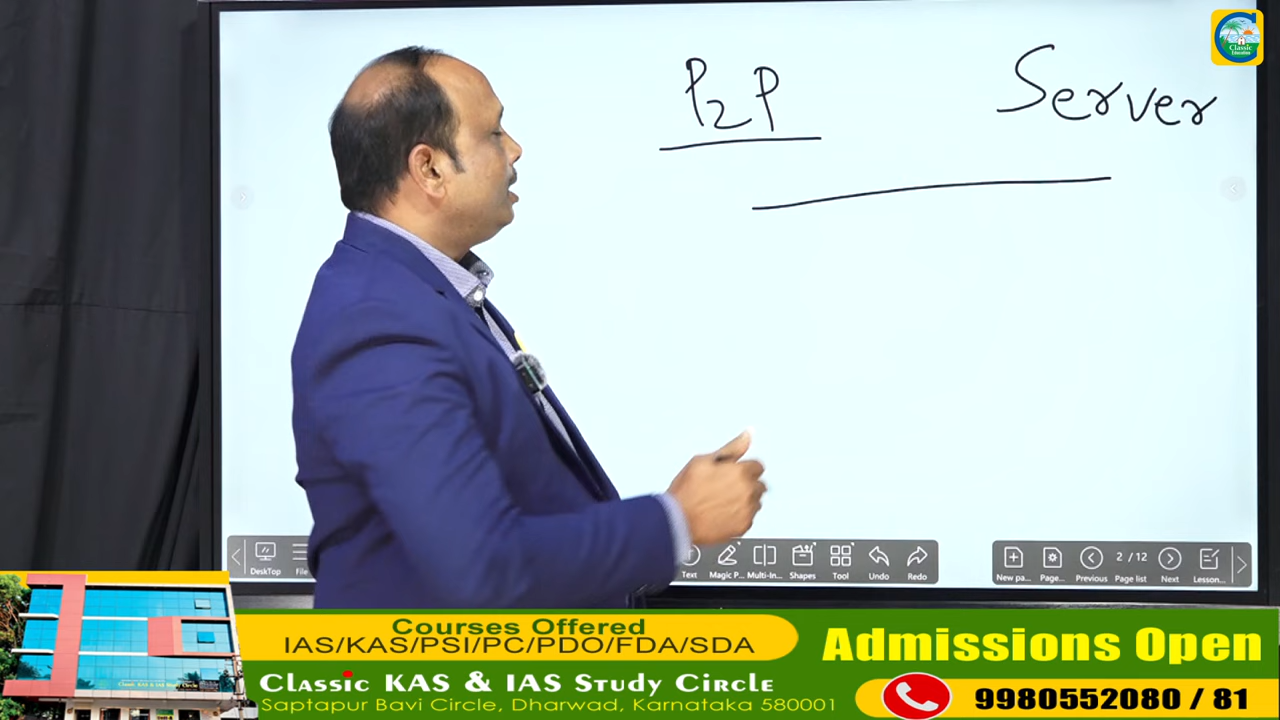 P2P
Server
Classic
Education
DeskTop
File
Text
Magic P...
Multi-In...
Shapes
Tool
Undo
Redo
New pa...
Page...
Previous
2 / 12
Page list
Next
Lesson...
Courses Offered
IAS/KAS/PSI/PC/PDO/FDA/SDA
Classic KAS & IAS Study Circle
Saptapur Bavi Circle, Dharwad, Karnataka 580001
Admissions Open
9980552080 / 81